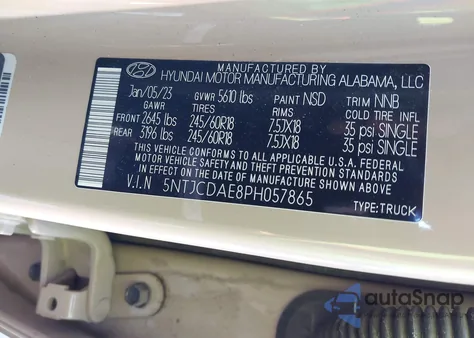 MANUFACTURED BY
HYUNDAI MOTOR MANUFACTURING ALABAMA, LLC
Jan/05/23 GVWR 5610 lbs PAINT NSD TRIM NNB
GAWR TIRES RIMS COLD TIRE INFL
FRONT 2645 lbs 245/60R18 7.5JX18 35 psi SINGLE
REAR 3196 lbs 245/60R18 7.5JX18 35 psi SINGLE
THIS VEHICLE CONFORMS TO ALL APPLICABLE U.S.A. FEDERAL
MOTOR VEHICLE SAFETY AND THEFT PREVENTION STANDARDS
IN EFFECT ON THE DATE OF MANUFACTURE SHOWN ABOVE.
V.I.N 5NTJCDAE8PH057865
TYPE:TRUCK
autoSnap